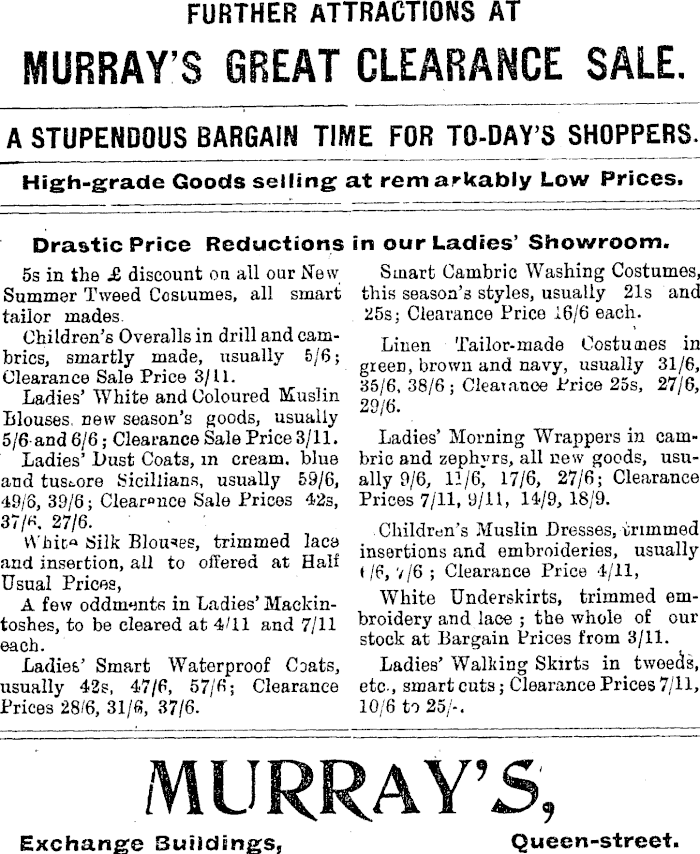 FURTHER ATTRACTIONS AT
MURRAY'S GREAT CLEARANCE SALE.
A STUPENDOUS BARGAIN TIME FOR TO-DAY'S SHOPPERS.
High-grade Goods selling at remarkably Low Prices.
Drastic Price Reductions in our Ladies' Showroom.
5s in the £ discount on all our New
Summer Tweed Costumes, all smart
tailor mades.
Children's Overalls in drill and cam-
brics, smartly made, usually 5/6;
Clearance Sale Price 3/11.
Ladies' White and Coloured Muslin
Blouses, new season's goods, usually
5/6 and 6/6; Clearance Sale Price 3/11.
Ladies' Dust Coats, in cream, blue
and tussore Sicillians, usually 59/6,
49/6, 39/6; Clearance Sale Prices 42s,
37/6, 27/6.
White Silk Blouses, trimmed lace
and insertion, all to offered at Half
Usual Prices,
A few oddments in Ladies' Mackin-
toshes, to be cleared at 4/11 and 7/11
each.
Ladies' Smart Waterproof Coats,
usually 42s, 47/6, 57/6; Clearance
Prices 28/6, 31/6, 37/6.
Smart Cambric Washing Costumes,
this season's styles, usually 21s and
25s; Clearance Price 16/6 each.
Linen Tailor-made Costumes in
green, brown and navy, usually 31/6,
35/6, 38/6; Clearance Price 25s, 27/6,
29/6.
Ladies' Morning Wrappers in cam-
bric and zephyrs, all new goods, usu-
ally 9/6, 11/6, 17/6, 27/6; Clearance
Prices 7/11, 9/11, 14/9, 18/9.
Children's Muslin Dresses, trimmed
insertions and embroideries, usually
Clearance Price 4/11,
White Underskirts, trimmed em-
broidery and lace; the whole of our
stock at Bargain Prices from 3/11.
Ladies' Walking Skirts in tweeds,
etc., smart cuts; Clearance Prices 7/11,
10/6 to 25/-.
MURRAY'S,
Exchange Buildings, Queen-street.